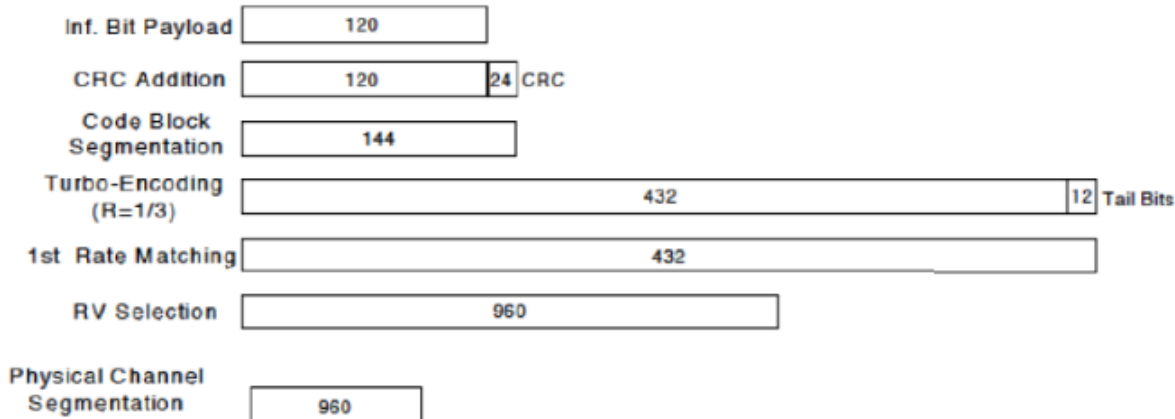 Inf. Bit Payload 120
CRC Addition 120 24 CRC
Code Block
Segmentation 144
Turbo-Encoding
(R=1/3) 432 12 Tail Bits
1st Rate Matching 432
RV Selection 960
Physical Channel
Segmentation 960